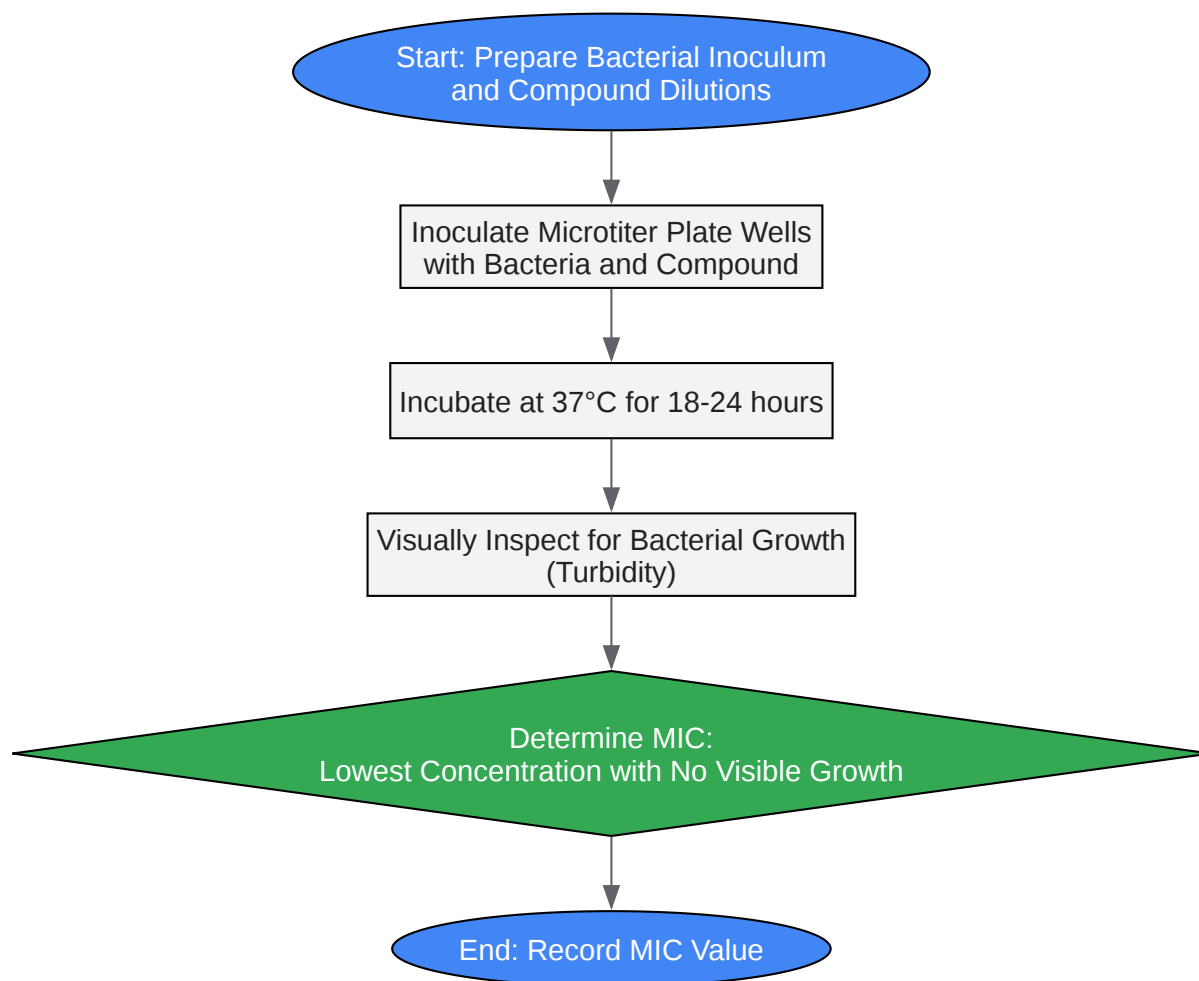 Start: Prepare Bacterial Inoculum
and Compound Dilutions
Inoculate Microtiter Plate Wells
with Bacteria and Compound
Incubate at 37°C for 18-24 hours
Visually Inspect for Bacterial Growth
(Turbidity)
Determine MIC:
Lowest Concentration with No Visible Growth
End: Record MIC Value